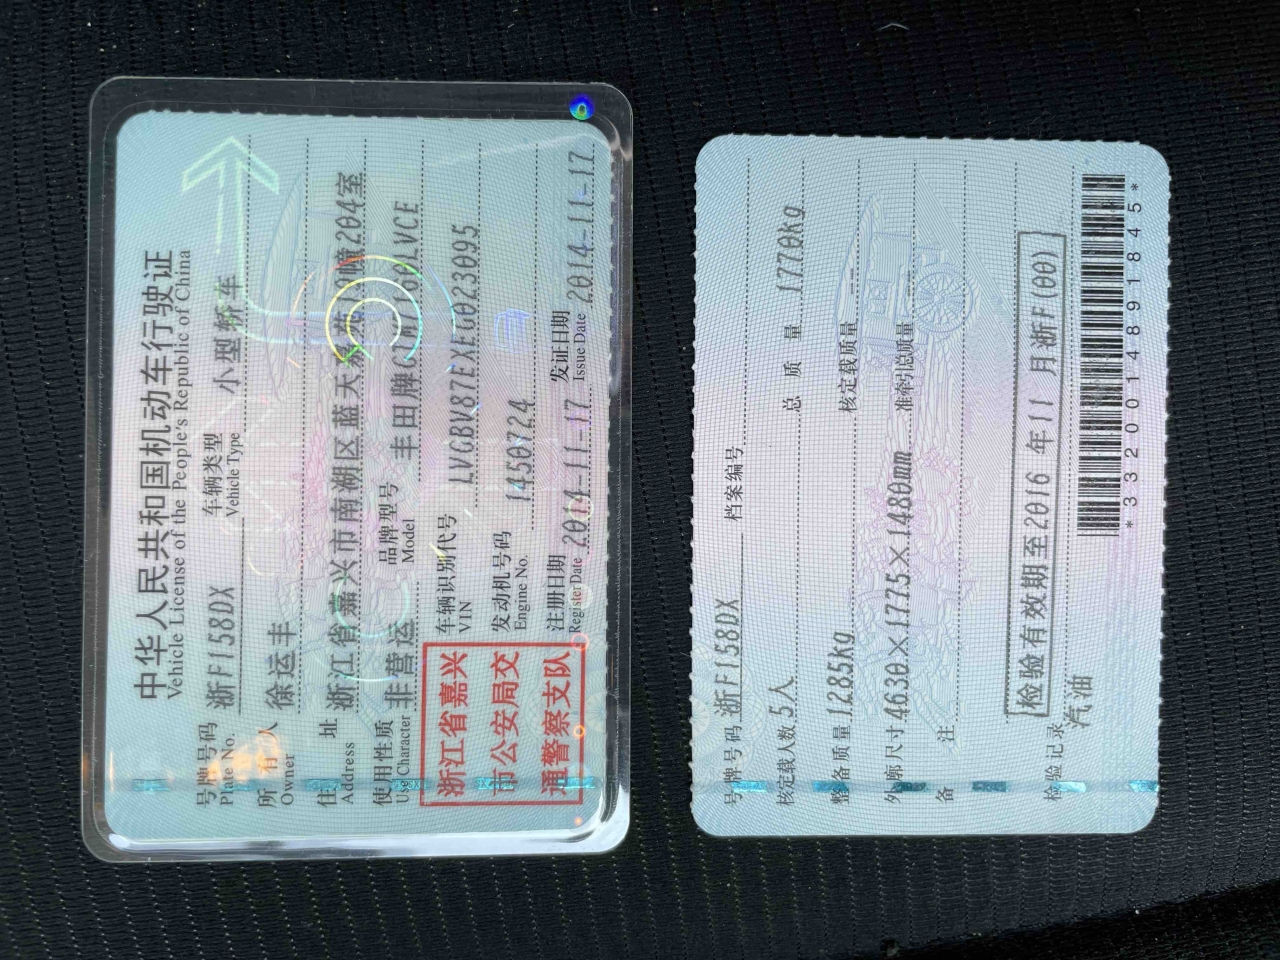 中华人民共和国机动车行驶证
Vehicle License of the People's Republic of China
号牌号码 浙F158DX 车辆类型 小型轿车
Plate No. Vehicle Type
所有人 徐运丰
Owner
住址 浙江省嘉兴市南湖区蓝天 幢204室
Address
使用性质 非营运 品牌型号 丰田牌 160LVCE
Use Character Model
浙江省嘉兴
市公安局交
通警察支队
车辆识别代号 LVGBV87EXEG023095
VIN
发动机号码 1450724
Engine No.
注册日期 2014-11-17 发证日期 2014-11-17
Register Date Issue Date
号牌号码 浙F158DX 档案编号
核定载人数 5人 总质量 1770kg
整备质量 1285kg 核定载质量 --
外廓尺寸 4630×1775×1480mm 准牵引总质量 --
备注
检验有效期至2016年11月浙F(00)
检验记录
汽油
*3320014891845*